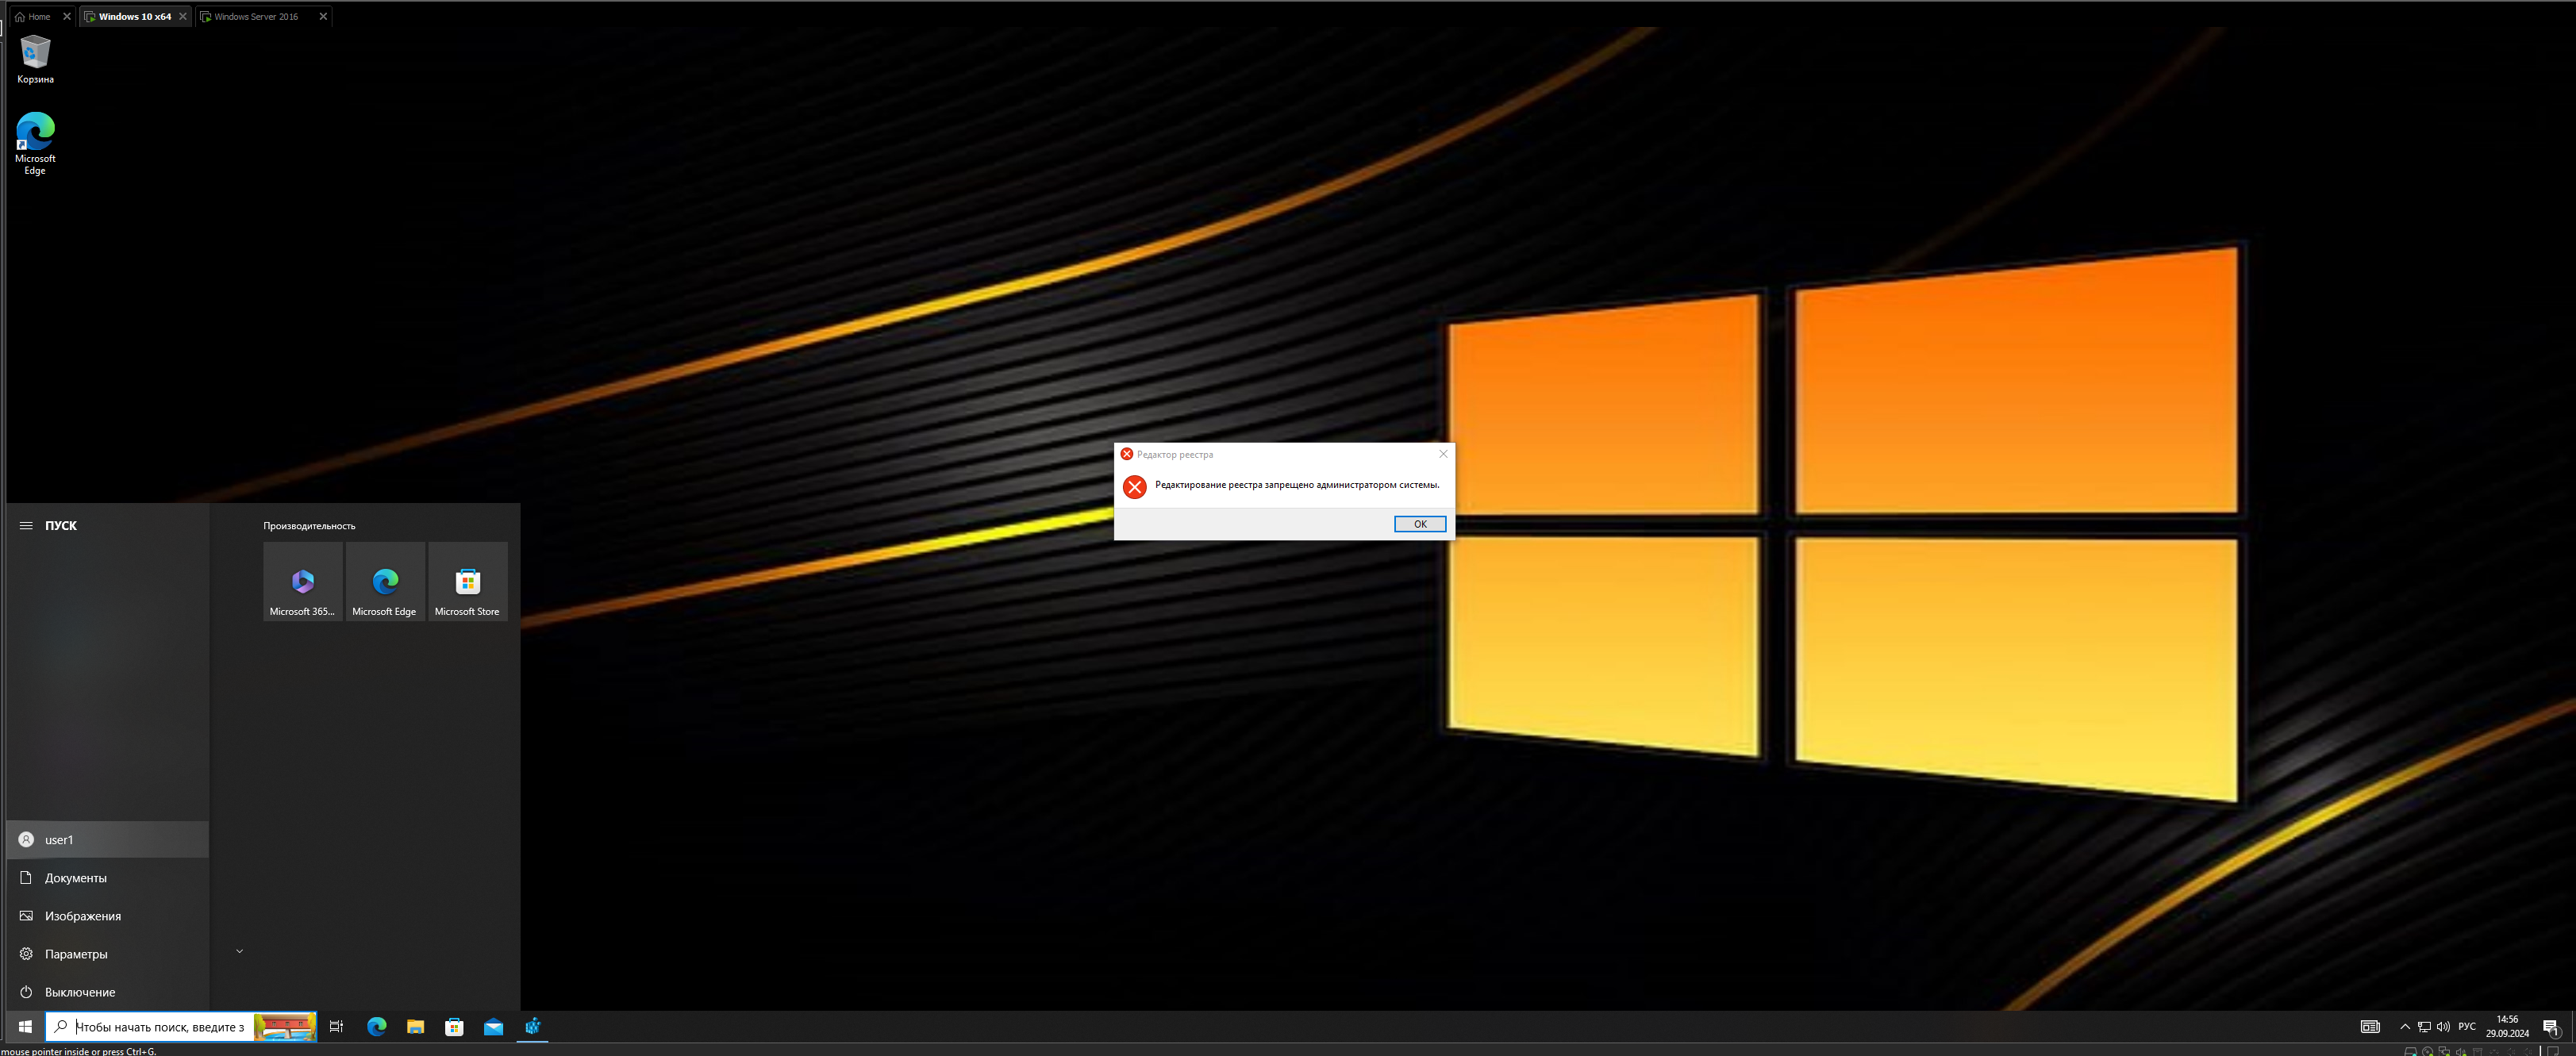 Home
Windows 10 x64
Windows Server 2016
Корзина
Microsoft
Edge
Редактор реестра
Редактирование реестра запрещено администратором системы.
OK
ПУСК
Производительность
Microsoft 365...
Microsoft Edge
Microsoft Store
user1
Документы
Изображения
Параметры
Выключение
Чтобы начать поиск, введите з
РУС
14:56
29.09.2024
1
mouse pointer inside or press Ctrl+G.